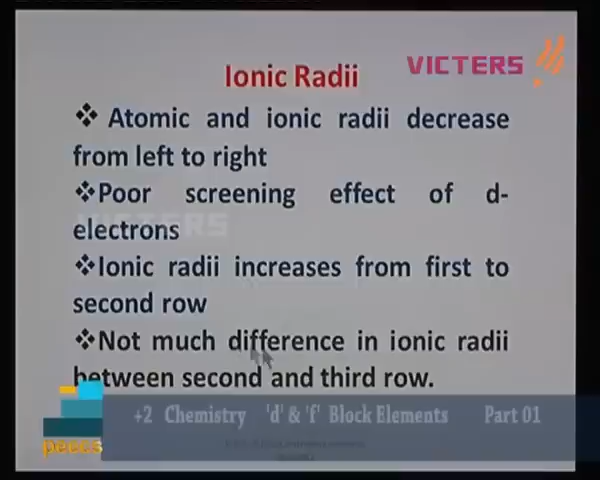 VICTERS
Ionic Radii
❖ Atomic and ionic radii decrease
from left to right
❖Poor screening effect of d-
electrons
VICTERS
❖Ionic radii increases from first to
second row
❖Not much difference in ionic radii
between second and third row.
+2 Chemistry 'd' & 'f' Block Elements Part 01
peecs